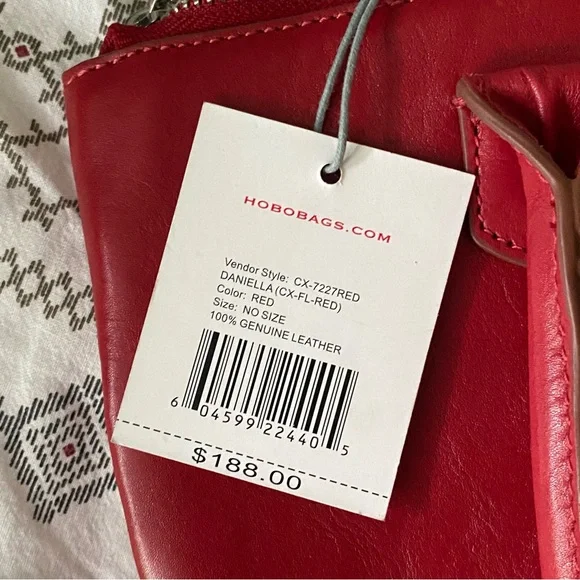 HOBOBAGS.COM
Vendor Style: CX-7227RED
DANIELLA (CX-FL-RED)
Color: RED
Size: NO SIZE
100% GENUINE LEATHER
6 04599 22440 5
$188.00